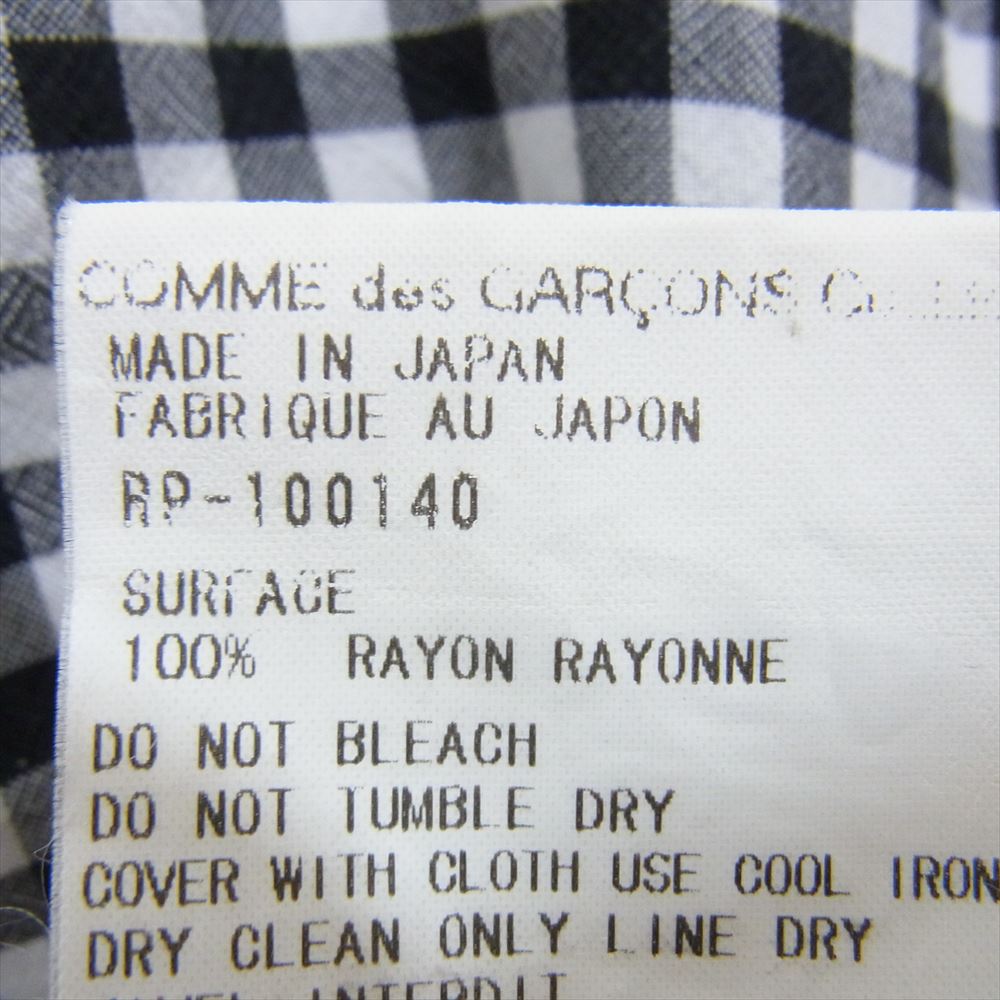 COMME des GARÇONS
MADE IN JAPAN
FABRIQUE AU JAPON
RP-100140
SURFACE
100% RAYON RAYONNE
DO NOT BLEACH
DO NOT TUMBLE DRY
COVER WITH CLOTH USE COOL IRON
DRY CLEAN ONLY LINE DRY
INTERDIT